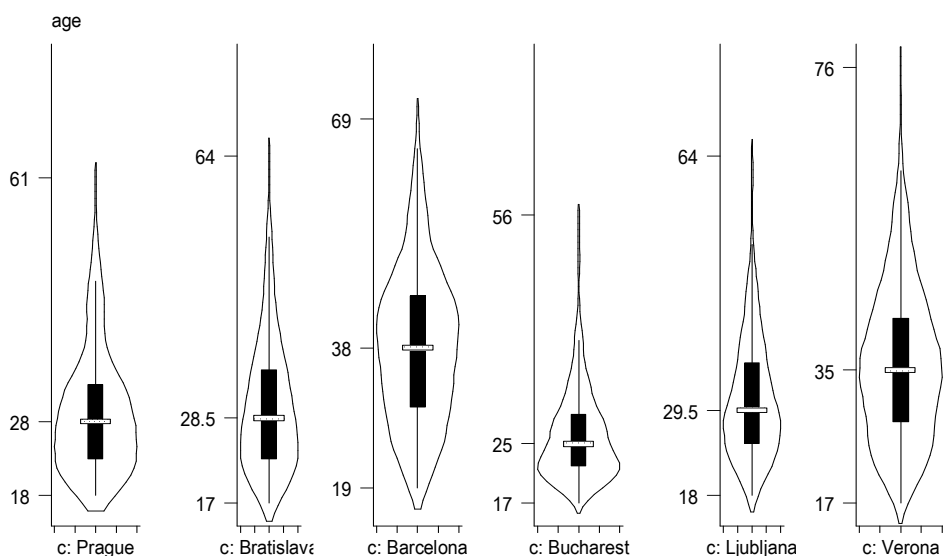 age
61
28
18
c: Prague
64
28.5
17
c: Bratislava
69
38
19
c: Barcelona
56
25
17
c: Bucharest
64
29.5
18
c: Ljubljana
76
35
17
c: Verona